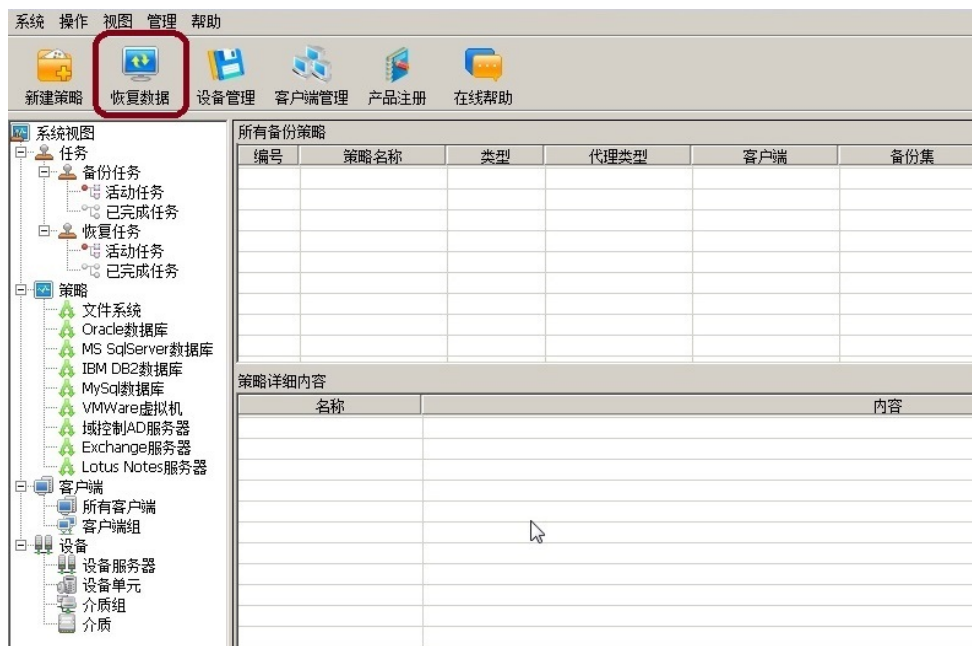 系统 操作 视图 管理 帮助
新建策略 恢复数据 设备管理 客户端管理 产品注册 在线帮助
系统视图
任务
备份任务
活动任务
已完成任务
恢复任务
活动任务
已完成任务
策略
文件系统
Oracle数据库
MS SqlServer数据库
IBM DB2数据库
MySql数据库
VMWare虚拟机
域控制AD服务器
Exchange服务器
Lotus Notes服务器
客户端
所有客户端
客户端组
设备
设备服务器
设备单元
介质组
介质
所有备份策略
编号 策略名称 类型 代理类型 客户端 备份集
策略详细内容
名称 内容